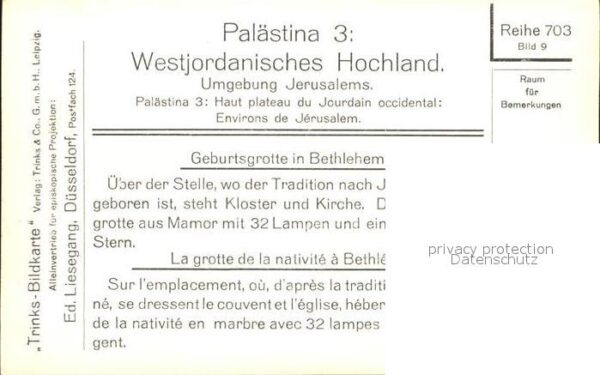 Palästina 3:
Westjordanisches Hochland.
Umgebung Jerusalems.
Palästina 3: Haut plateau du Jourdain occidental:
Environs de Jérusalem.
Reihe 703
Bild 9
Raum
für
Bemerkungen
Geburtsgrotte in Bethlehem
Über der Stelle, wo der Tradition nach J
geboren ist, steht Kloster und Kirche. D
grotte aus Mamor mit 32 Lampen und ein
Stern.
La grotte de la nativité à Bethlé
Sur l'emplacement, où, d'après la traditi
né, se dressent le couvent et l'église, héber
de la nativité en marbre avec 32 lampes
gent.
„Trinks-Bildkarte" Verlag: Trinks & Co., G. m. b. H., Leipzig.
Alleinvertrieb für episkopische Projektion:
Ed. Liesegang, Düsseldorf, Postfach 124.
privacy protection
Datenschutz